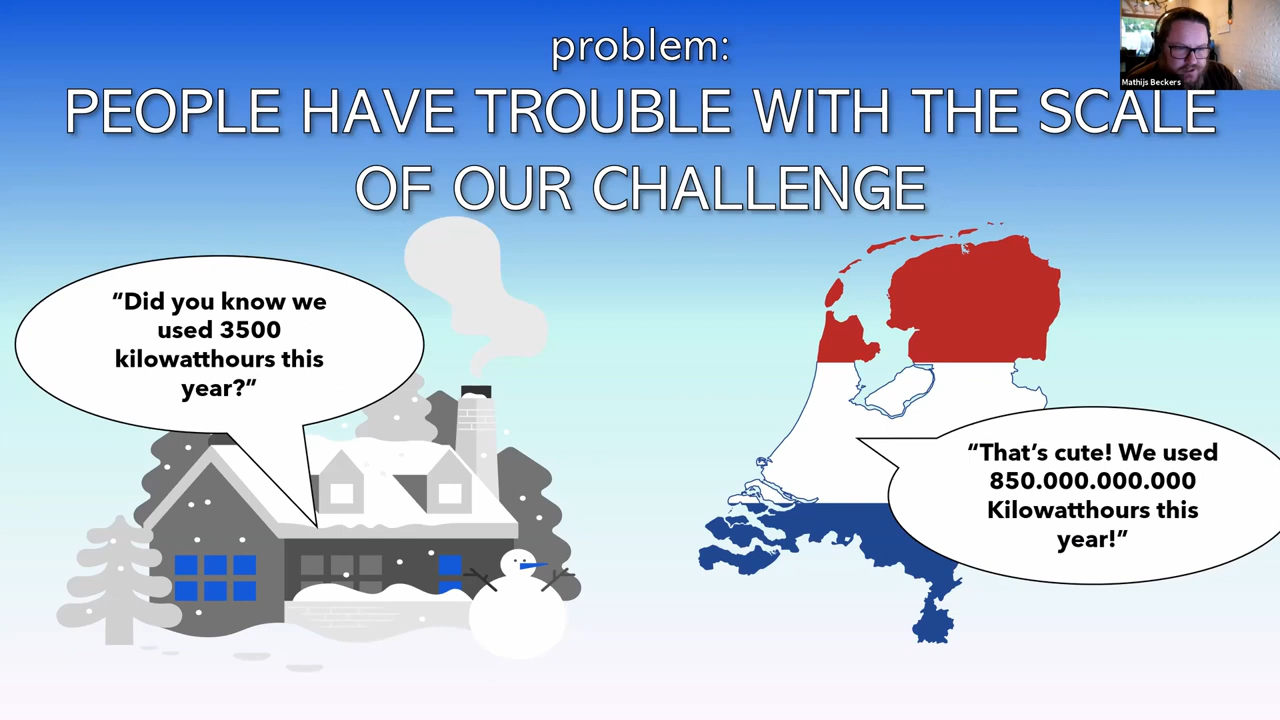 problem:
PEOPLE HAVE TROUBLE WITH THE SCALE
OF OUR CHALLENGE
Mathijs Beckers
“Did you know we
used 3500
kilowatthours this
year?”
“That’s cute! We used
850.000.000.000
Kilowatthours this
year!”